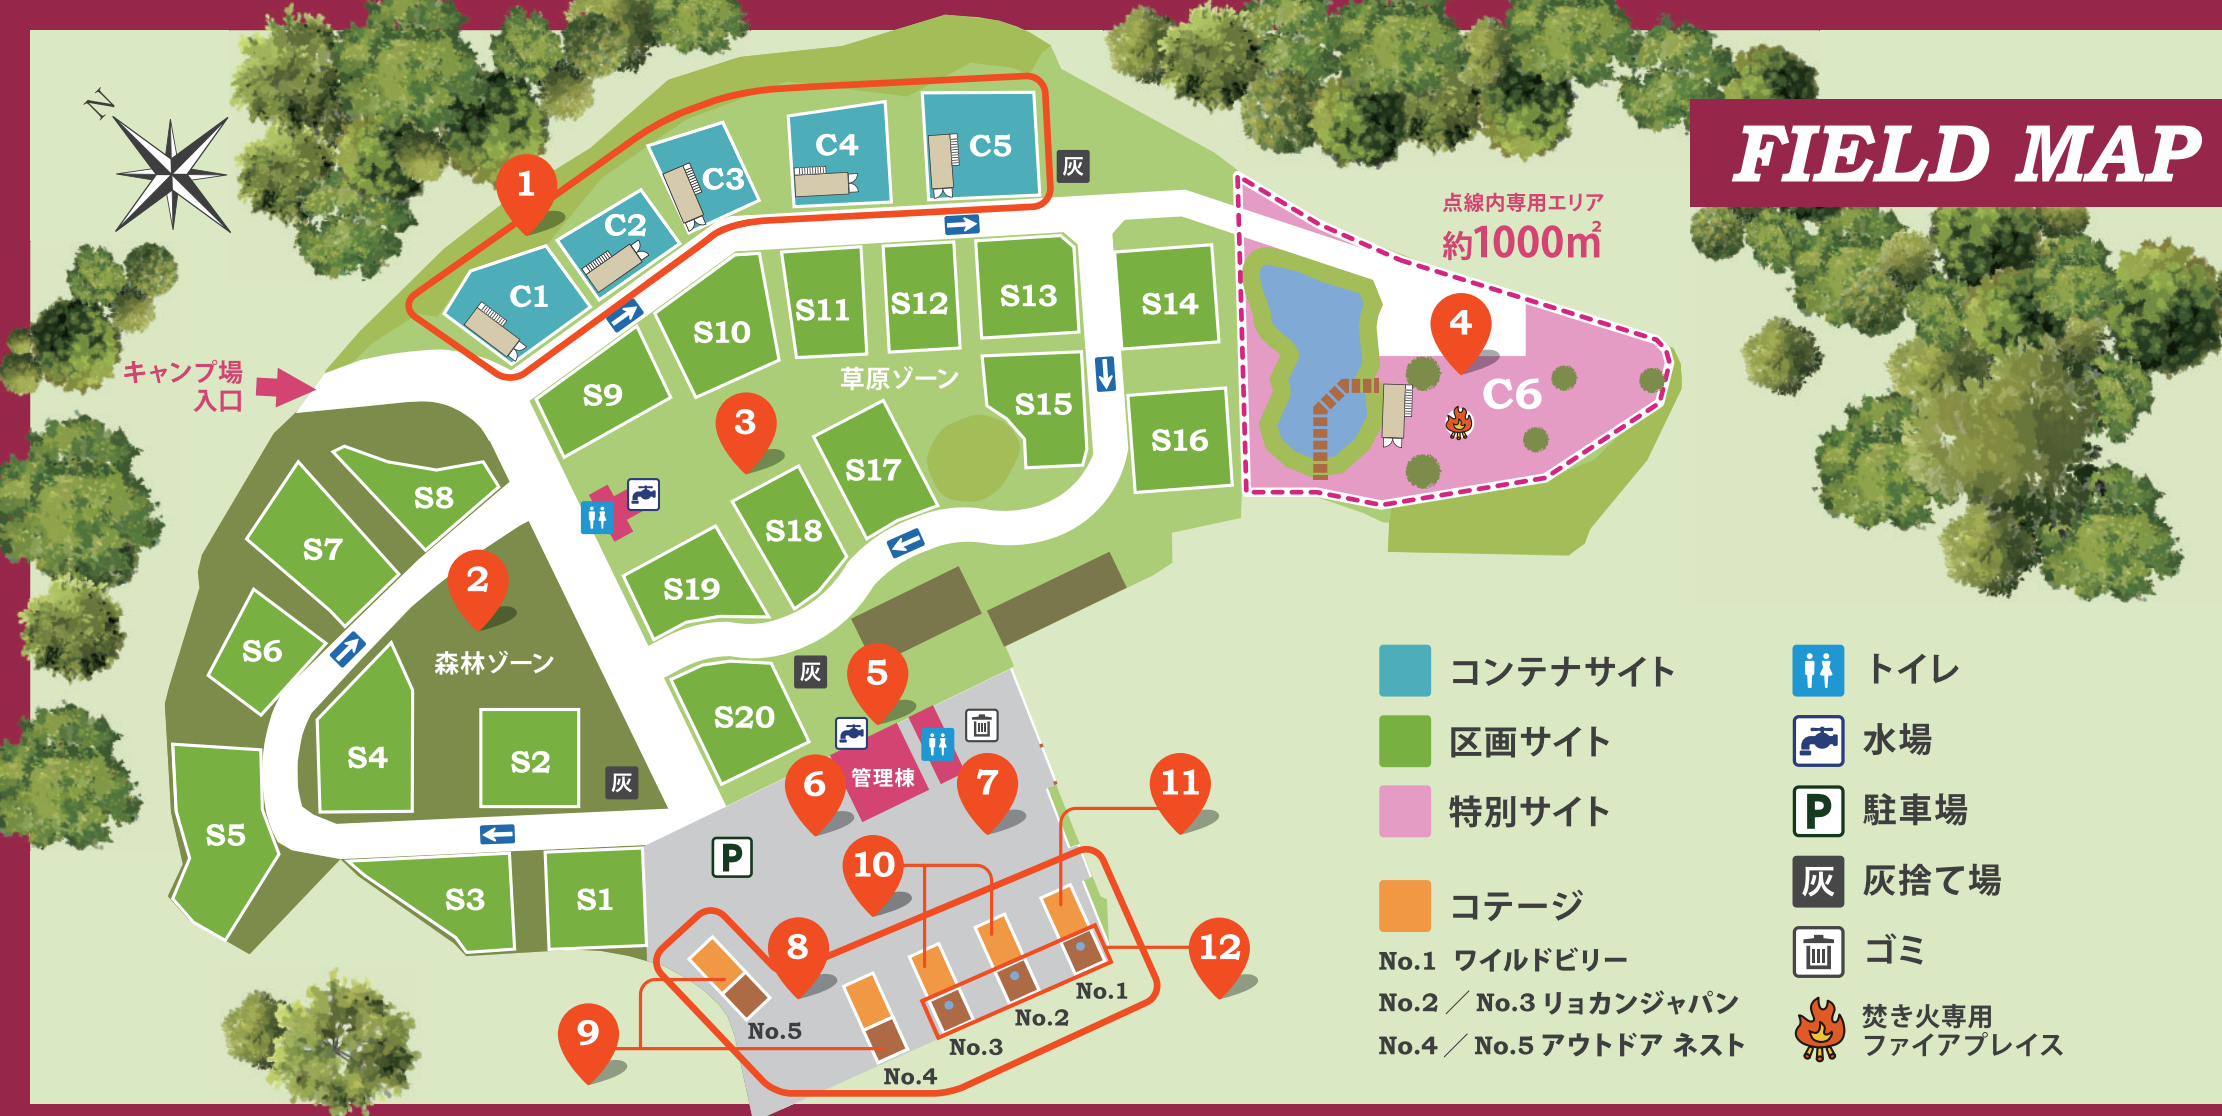 FIELD MAP
N
1
C1
C2
C3
C4
C5
灰
点線内専用エリア
約1000㎡
4
C6
キャンプ場
入口
S9
S10
S11
S12
S13
S14
S15
S16
草原ゾーン
3
S17
S18
S19
S20
S8
S7
S6
2
森林ゾーン
S4
S2
灰
S5
S3
S1
灰
5
6
管理棟
7
P
8
9
10
11
12
No.5
No.4
No.3
No.2
No.1
コンテナサイト
区画サイト
特別サイト
コテージ
No.1 ワイルドビリー
No.2／No.3 リョカンジャパン
No.4／No.5 アウトドア ネスト
トイレ
水場
P 駐車場
灰 灰捨て場
ゴミ
焚き火専用
ファイアプレイス